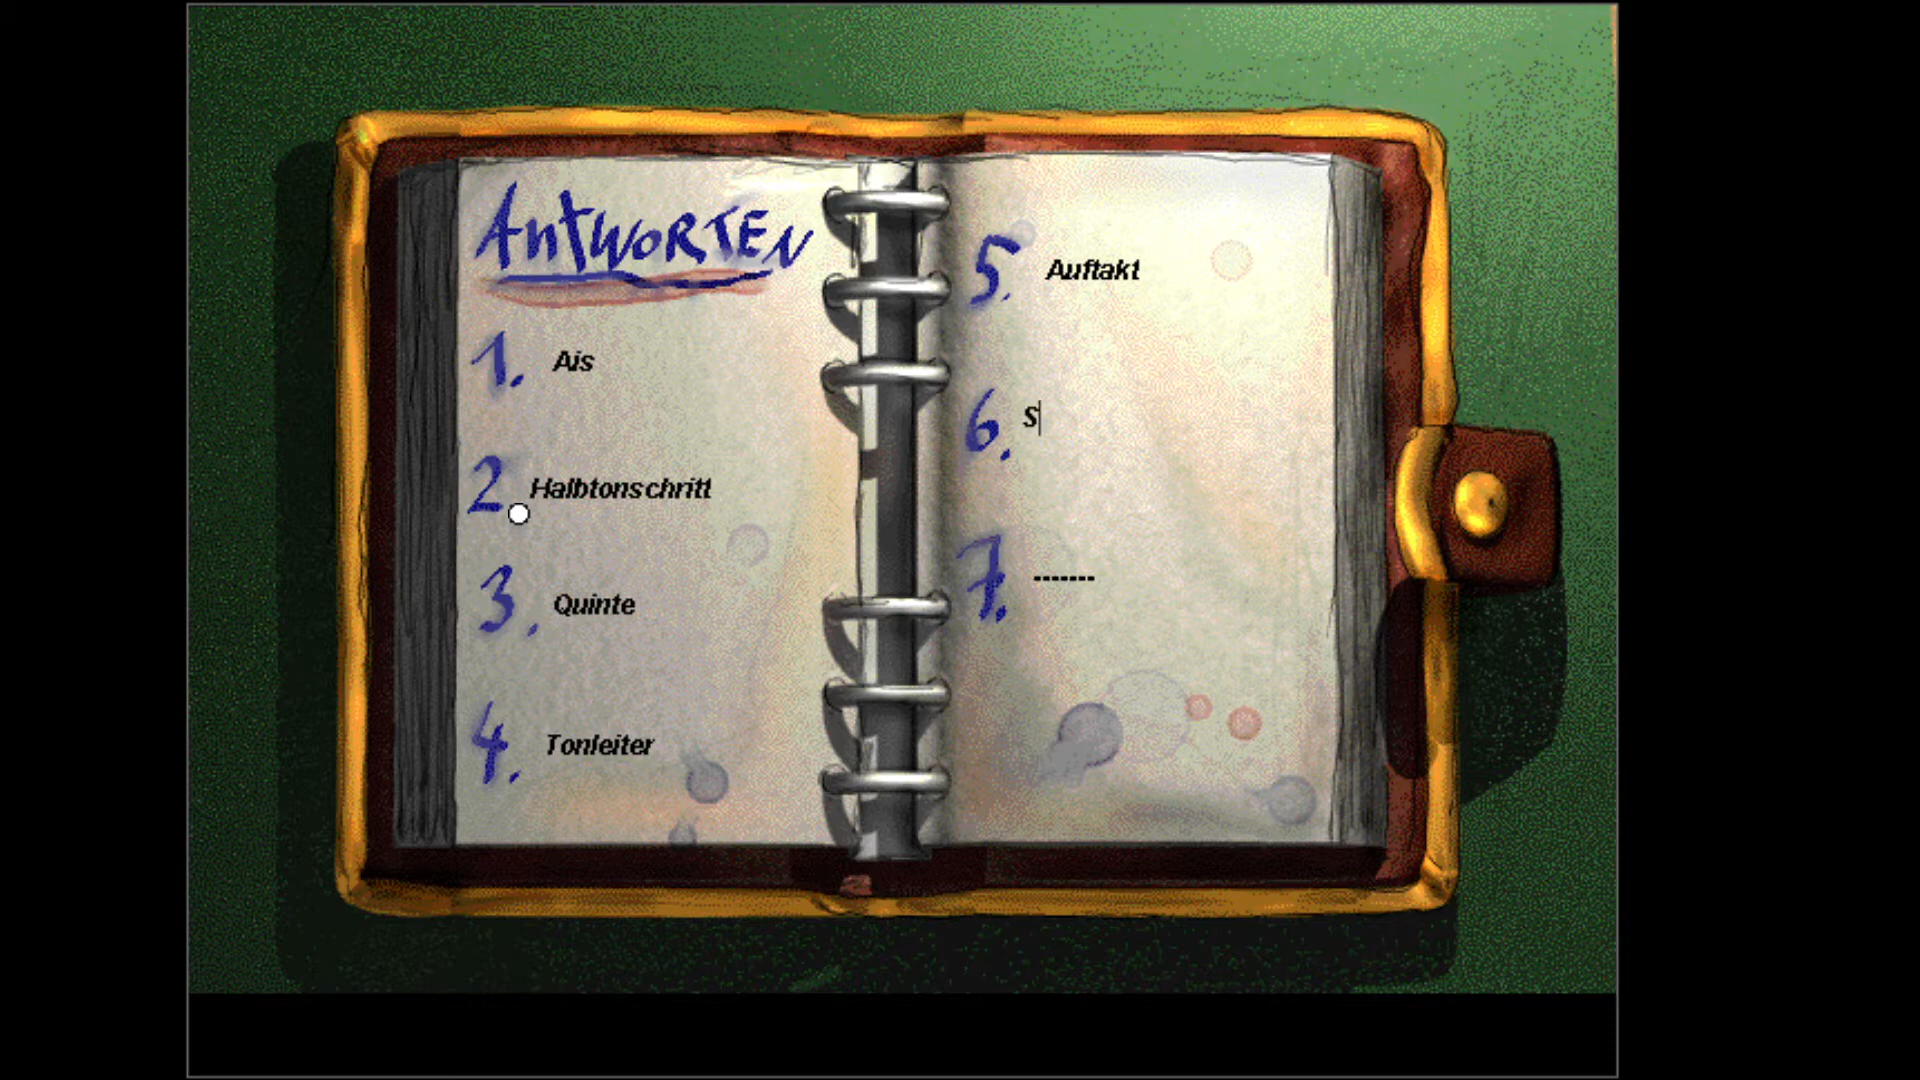 Antworten
1. Ais
2. Halbtonschritt
3. Quinte
4. Tonleiter
5. Auftakt
6. S
7. -------